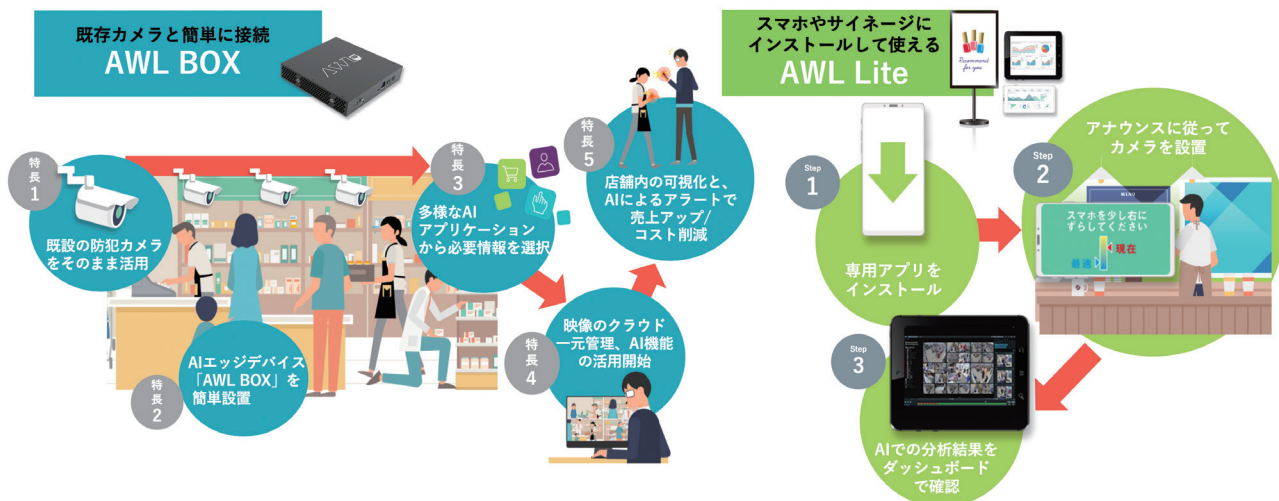 既存カメラと簡単に接続
AWL BOX
特長
1
既設の防犯カメラ
をそのまま活用
特長
2
AIエッジデバイス
「AWL BOX」を
簡単設置
特長
3
多様なAI
アプリケーション
から必要情報を選択
特長
4
映像のクラウド
一元管理、AI機能
の活用開始
特長
5
店舗内の可視化と、
AIによるアラートで
売上アップ/
コスト削減
スマホやサイネージに
インストールして使える
AWL Lite
Recommend
for you
Step
1
専用アプリを
インストール
Step
2
アナウンスに従って
カメラを設置
MENU
スマホを少し右に
ずらしてください
現在
最適
Step
3
AIでの分析結果を
ダッシュボード
で確認